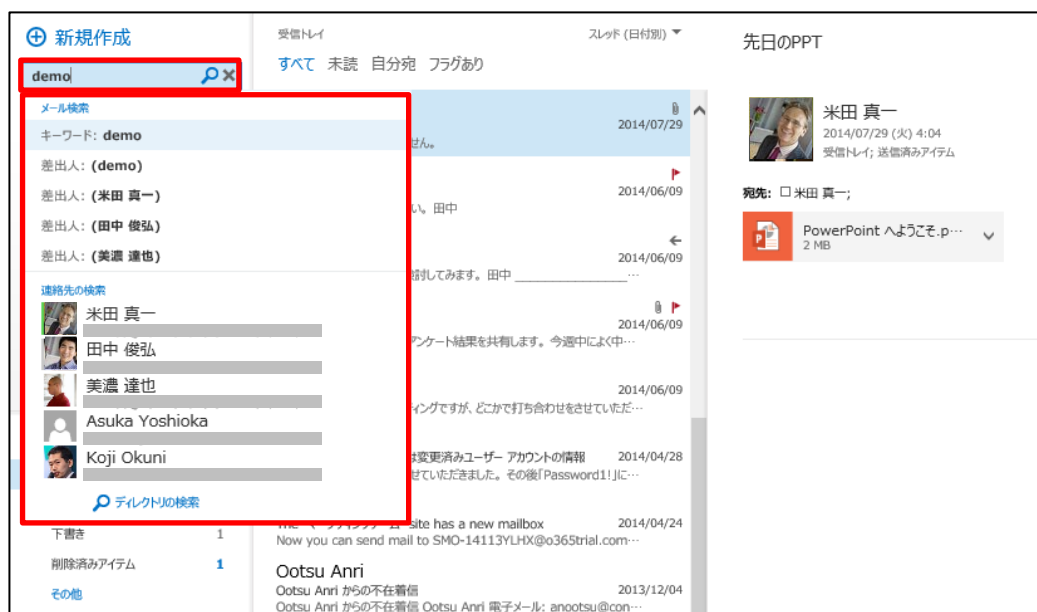 新規作成
demo
メール検索
キーワード: demo
差出人: (demo)
差出人: (米田 真一)
差出人: (田中 俊弘)
差出人: (美濃 達也)
連絡先の検索
米田 真一
田中 俊弘
美濃 達也
Asuka Yoshioka
Koji Okuni
ディレクトリの検索
下書き 1
削除済みアイテム 1
その他
受信トレイ スレッド (日付別)
すべて 未読 自分宛 フラグあり
2014/07/29
せん。
2014/06/09
い。田中
2014/06/09
討してみます。田中 ___________________…
2014/06/09
アンケート結果を共有します。今週中によく中…
2014/06/09
ィングですが、どこかで打ち合わせをさせていただ…
は変更済みユーザー アカウントの情報 2014/04/28
せていただきました。その後「Password1!」に…
site has a new mailbox 2014/04/24
Now you can send mail to SMO-14113YLHX@o365trial.com…
Ootsu Anri
Ootsu Anri からの不在着信 2013/12/04
Ootsu Anri からの不在着信 Ootsu Anri 電子メール: anootsu@con…
先日のPPT
米田 真一
2014/07/29 (火) 4:04
受信トレイ; 送信済みアイテム
宛先: 米田 真一;
PowerPoint へようこそ.p…
2 MB